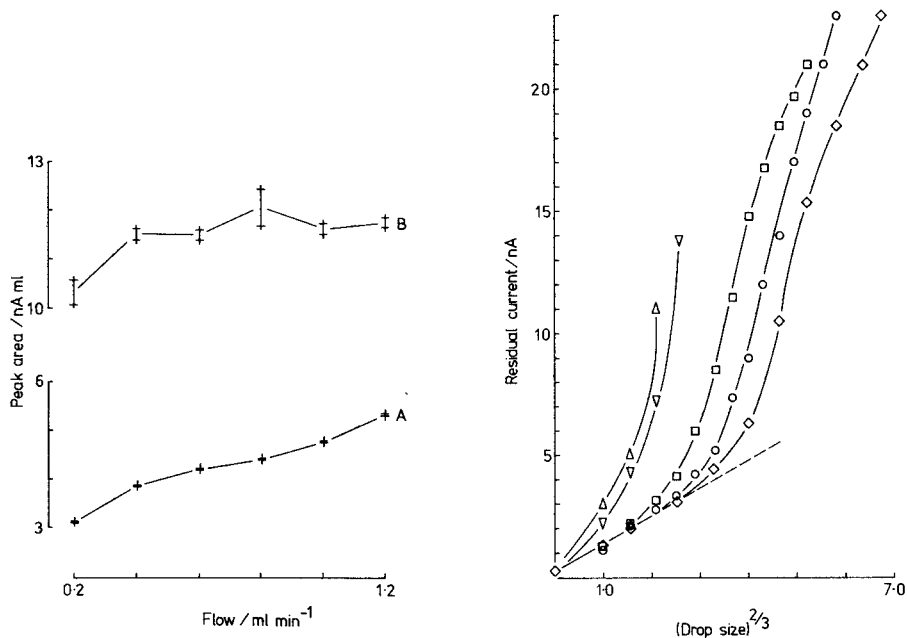 13
10
6
3
Peak area / nA ml
B
A
0·2
1·2
Flow / ml min⁻¹
20
15
10
5
Residual current/nA
1·0
7·0
(Drop size)^2/3